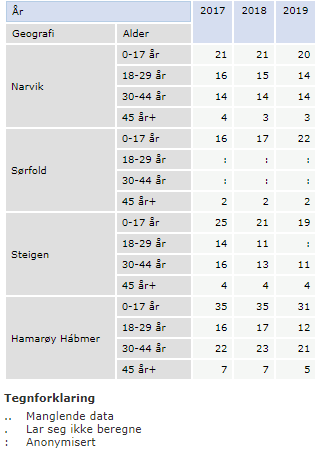 År 2017 2018 2019
Geografi Alder
Narvik 0-17 år 21 21 20
18-29 år 16 15 14
30-44 år 14 14 14
45 år+ 4 3 3
Sørfold 0-17 år 16 17 22
18-29 år : : :
30-44 år : : :
45 år+ 2 2 2
Steigen 0-17 år 25 21 19
18-29 år 14 11 :
30-44 år 16 13 11
45 år+ 4 4 4
Hamarøy Hábmer 0-17 år 35 35 31
18-29 år 16 17 12
30-44 år 22 23 21
45 år+ 7 7 5
Tegnforklaring
.. Manglende data
. Lar seg ikke beregne
: Anonymisert